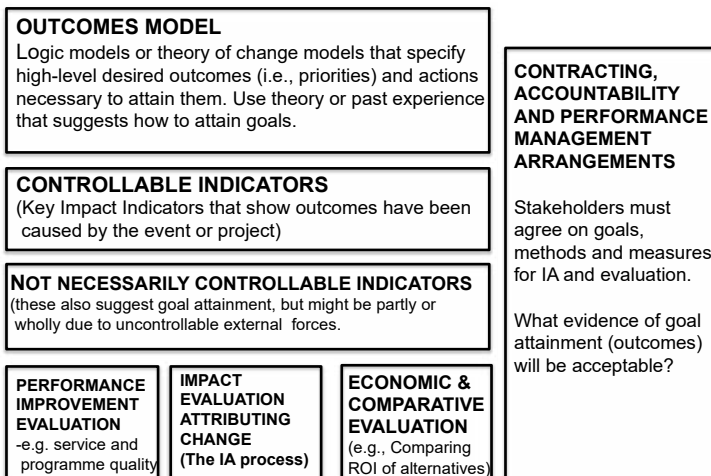 OUTCOMES MODEL
Logic models or theory of change models that specify
high-level desired outcomes (i.e., priorities) and actions
necessary to attain them. Use theory or past experience
that suggests how to attain goals.
CONTROLLABLE INDICATORS
(Key Impact Indicators that show outcomes have been
caused by the event or project)
NOT NECESSARILY CONTROLLABLE INDICATORS
(these also suggest goal attainment, but might be partly or
wholly due to uncontrollable external forces.
PERFORMANCE
IMPROVEMENT
EVALUATION
-e.g. service and
programme quality
IMPACT
EVALUATION
ATTRIBUTING
CHANGE
(The IA process)
ECONOMIC &
COMPARATIVE
EVALUATION
(e.g., Comparing
ROI of alternatives)
CONTRACTING,
ACCOUNTABILITY
AND PERFORMANCE
MANAGEMENT
ARRANGEMENTS
Stakeholders must
agree on goals,
methods and measures
for IA and evaluation.
What evidence of goal
attainment (outcomes)
will be acceptable?